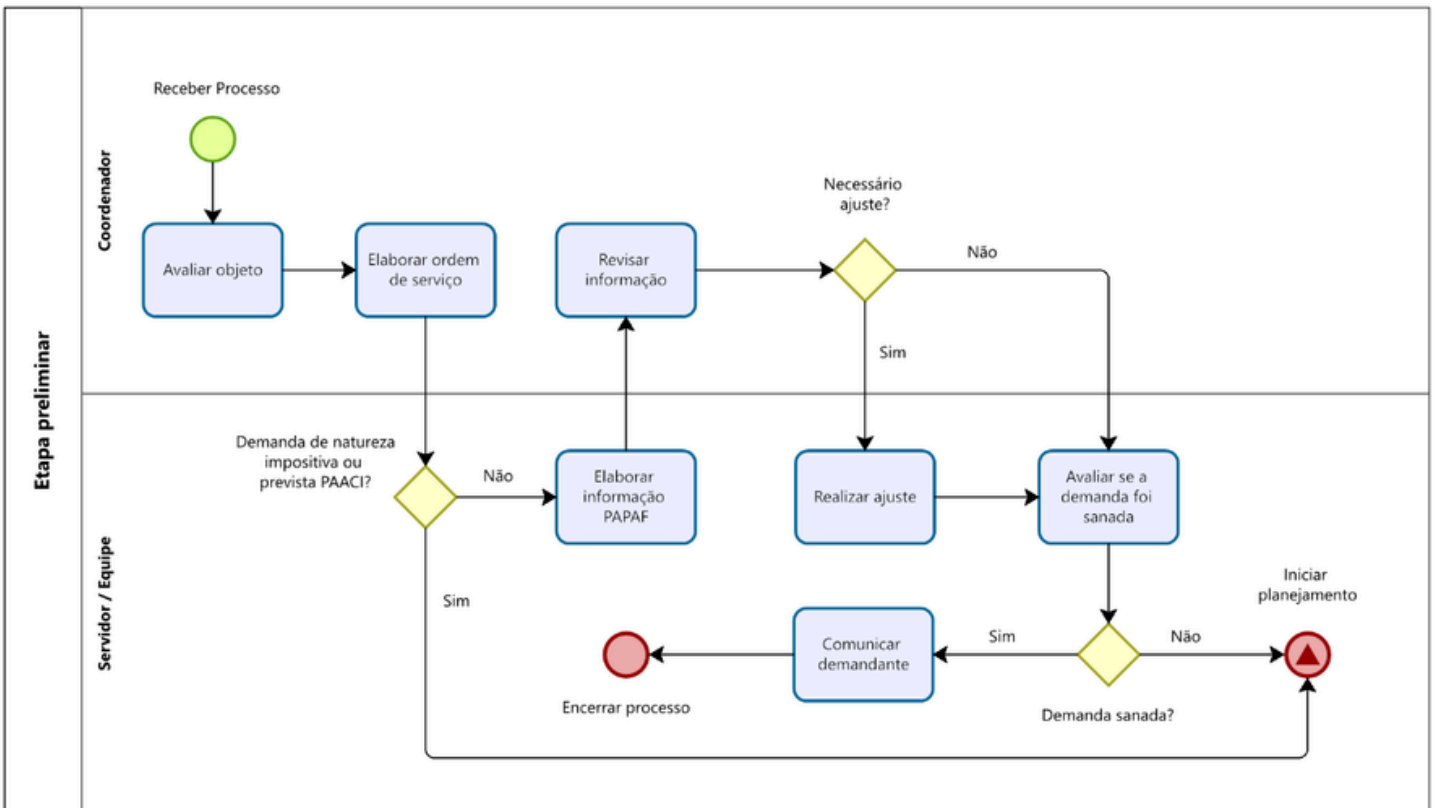 Etapa preliminar
Coordenador
Receber Processo
Avaliar objeto
Elaborar ordem
de serviço
Revisar
informação
Necessário
ajuste?
Não
Sim
Servidor / Equipe
Demanda de natureza
impositiva ou
prevista PAACI?
Não
Sim
Elaborar
informação
PAPAF
Realizar ajuste
Avaliar se a
demanda foi
sanada
Iniciar
planejamento
Comunicar
demandante
Sim
Não
Encerrar processo
Demanda sanada?